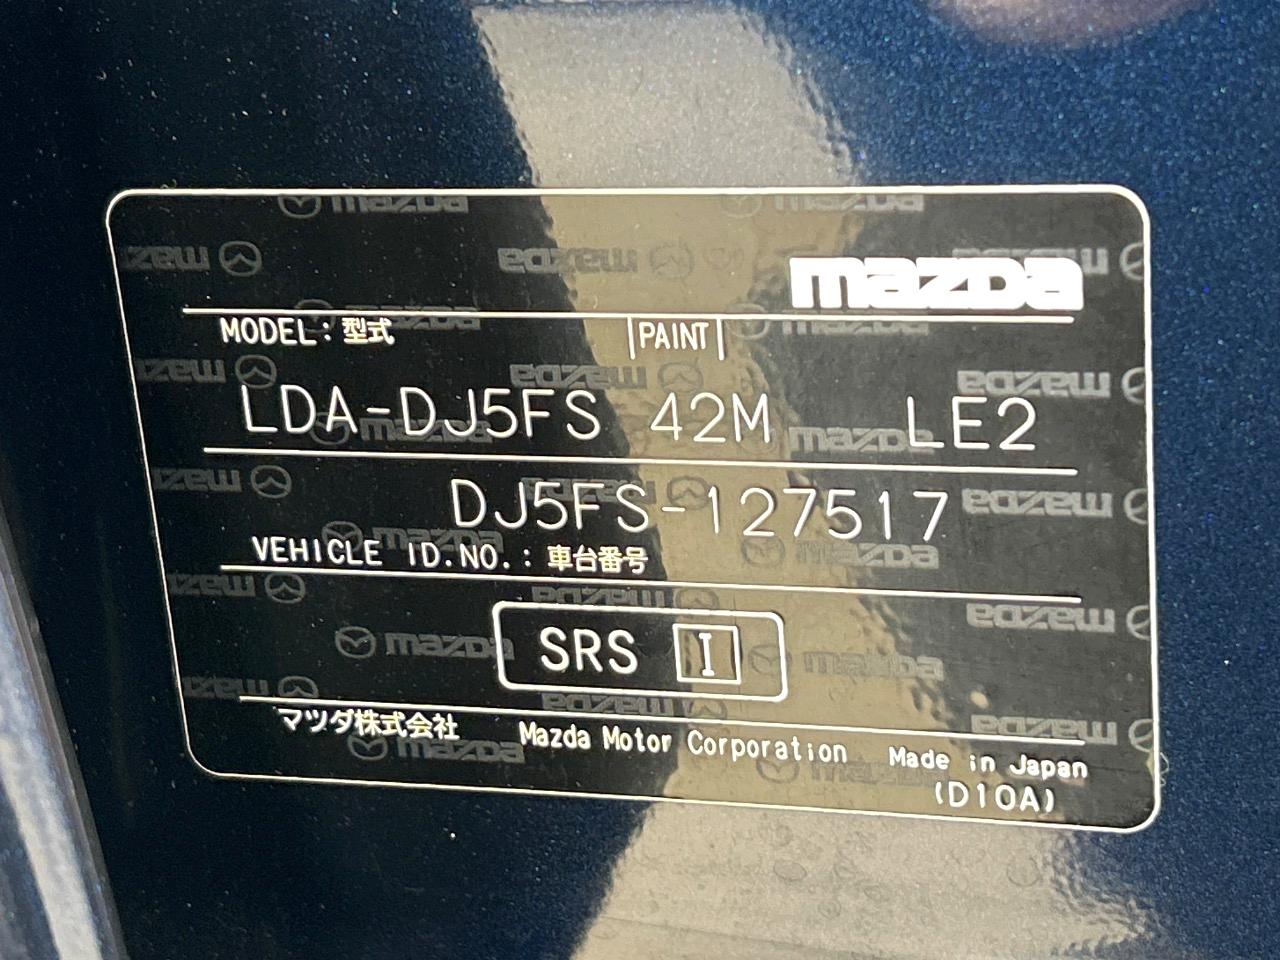 mazda
MODEL: 型式 PAINT
LDA-DJ5FS 42M LE2
DJ5FS-127517
VEHICLE ID.NO.: 車台番号
SRS I
マツダ株式会社 Mazda Motor Corporation Made in Japan
(D10A)